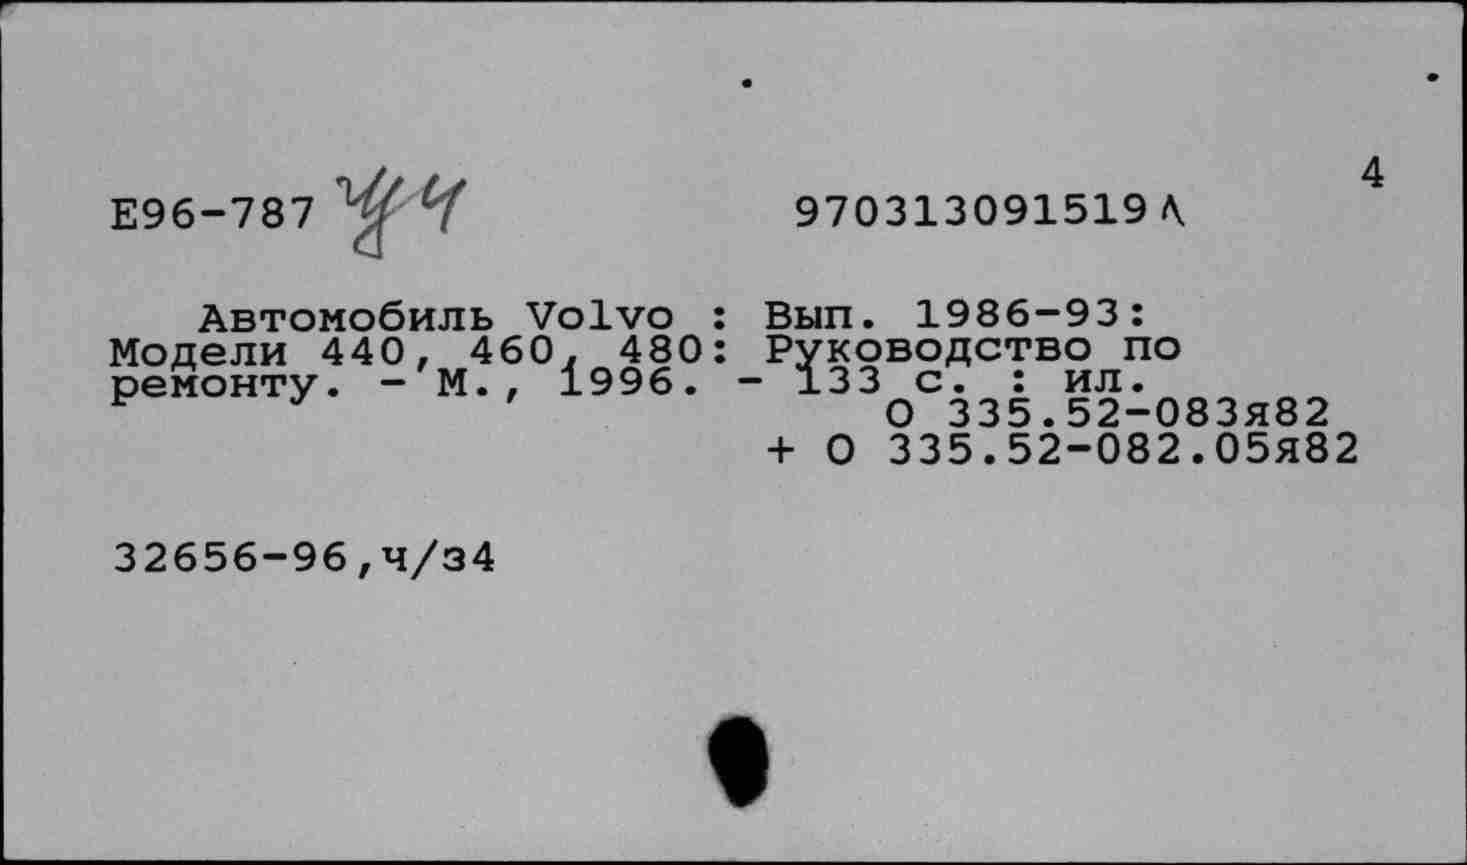 4
Е96-787 970313091519
Автомобиль Volvo : Вып. 1986-93:
Модели 440, 460, 480: Руководство по
ремонту. - М., 1996. - 133 с. : ил.
О 335.52-083я82
+ О 335.52-082.05я82
32656-96,ч/з4